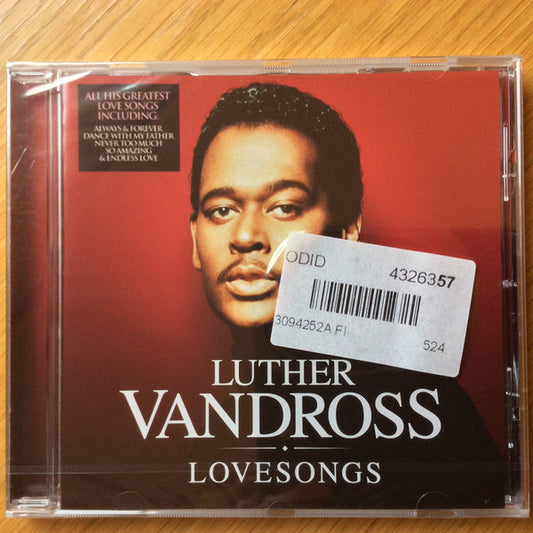 ALL HIS GREATEST
LOVE SONGS
INCLUDING:
ALWAYS & FOREVER
DANCE WITH MY FATHER
NEVER TOO MUCH
SO AMAZING
& ENDLESS LOVE
ODID
4326357
3094252A FI
524
LUTHER
VANDROSS
LOVESONGS